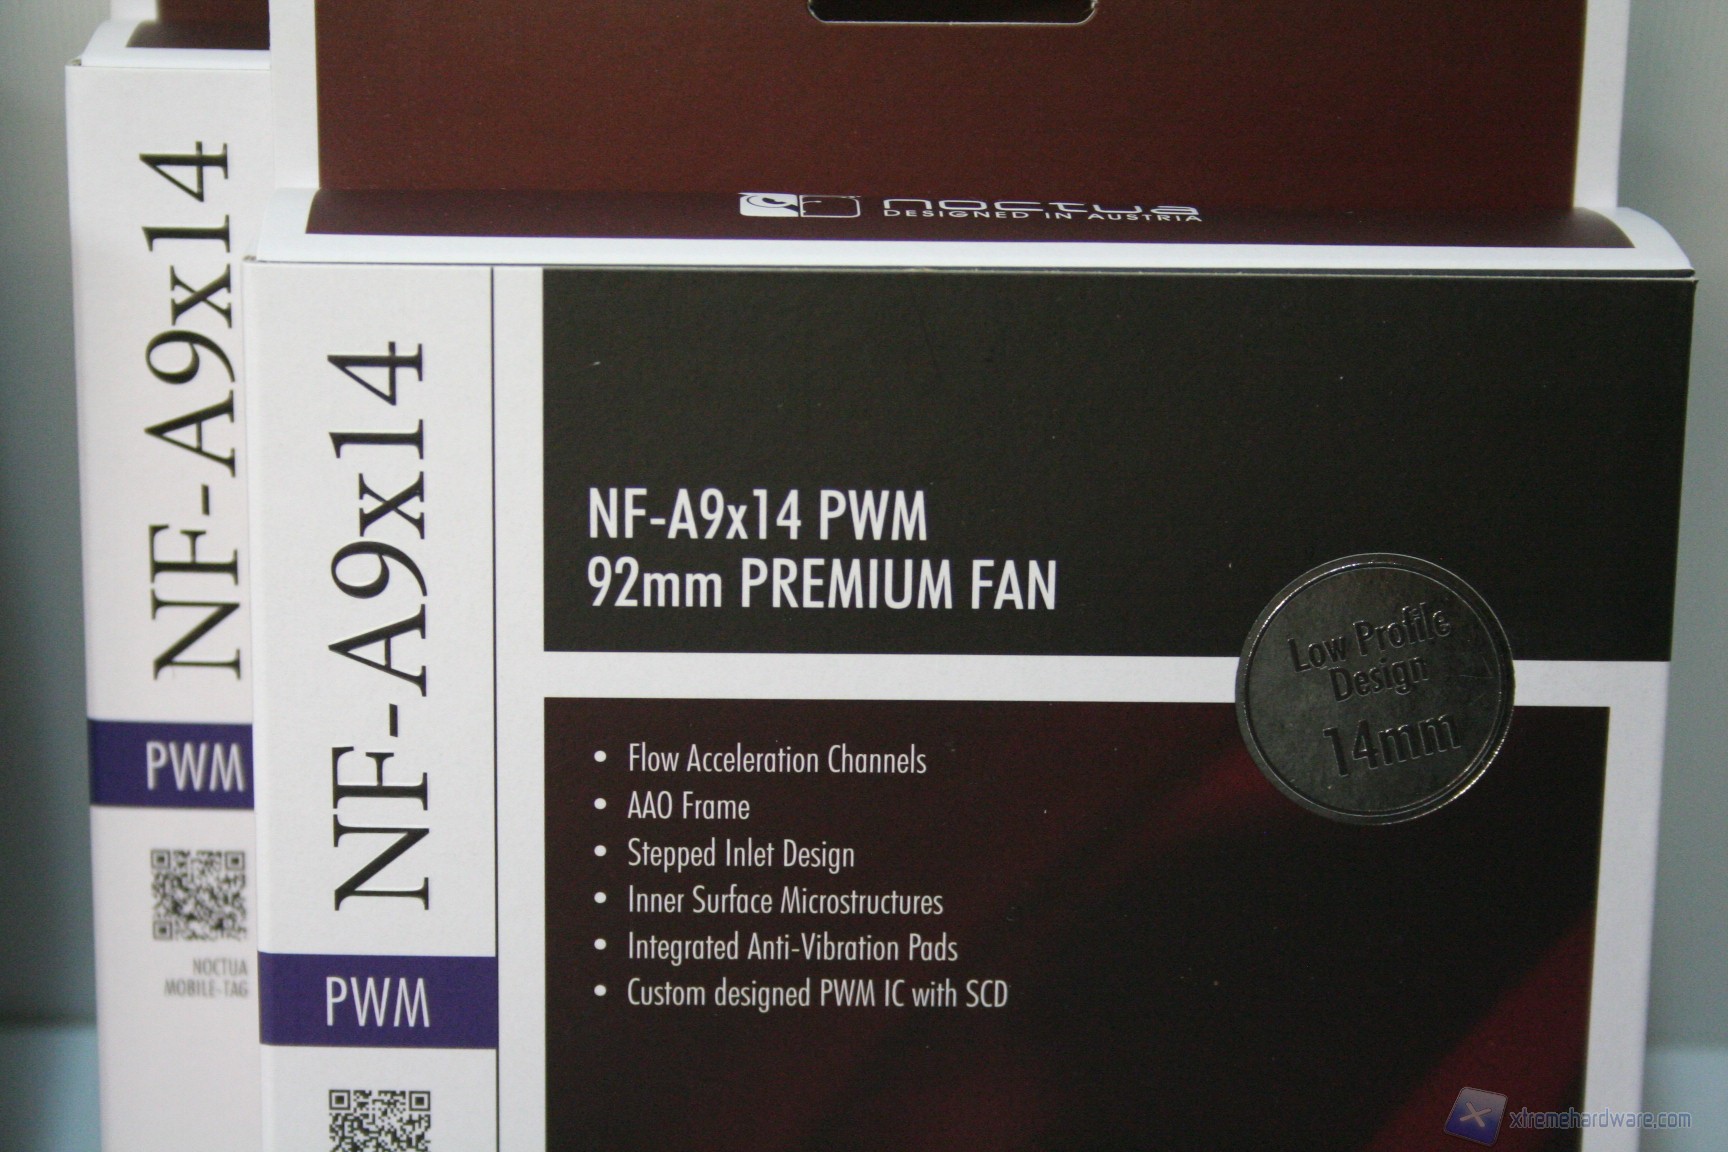 noctua
DESIGNED IN AUSTRIA
NF-A9x14
PWM
NOCTUA
MOBILE-TAG
NF-A9x14
PWM
NF-A9x14 PWM
92mm PREMIUM FAN
Low Profile
Design
14mm
• Flow Acceleration Channels
• AAO Frame
• Stepped Inlet Design
• Inner Surface Microstructures
• Integrated Anti-Vibration Pads
• Custom designed PWM IC with SCD
xtremehardware.com